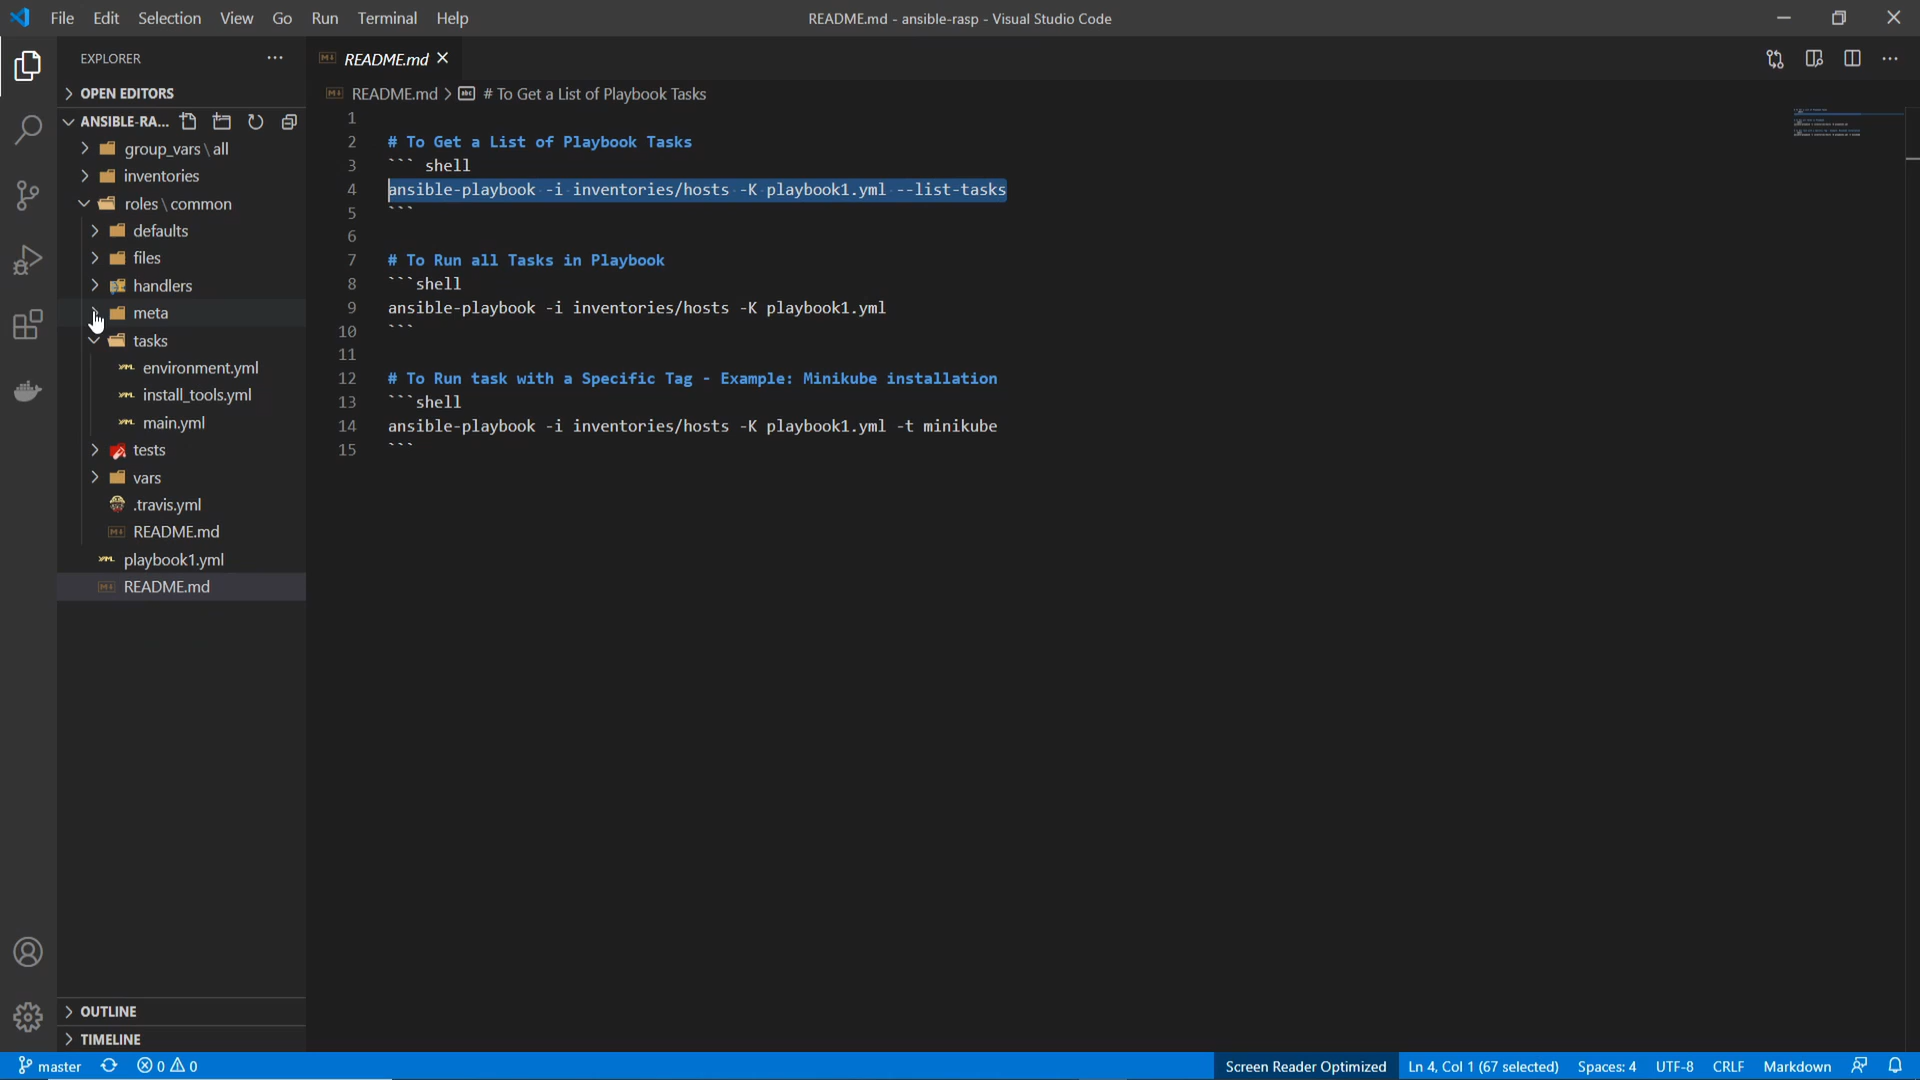 File Edit Selection View Go Run Terminal Help
README.md - ansible-rasp - Visual Studio Code
EXPLORER
OPEN EDITORS
ANSIBLE-RA...
group_vars \ all
inventories
roles \ common
defaults
files
handlers
meta
tasks
environment.yml
install_tools.yml
main.yml
tests
vars
.travis.yml
README.md
playbook1.yml
README.md
OUTLINE
TIMELINE
README.md
README.md > # To Get a List of Playbook Tasks
1
2 # To Get a List of Playbook Tasks
3 ``` shell
4 ansible-playbook -i inventories/hosts -K playbook1.yml --list-tasks
5 ```
6
7 # To Run all Tasks in Playbook
8 ```shell
9 ansible-playbook -i inventories/hosts -K playbook1.yml
10 ```
11
12 # To Run task with a Specific Tag - Example: Minikube installation
13 ```shell
14 ansible-playbook -i inventories/hosts -K playbook1.yml -t minikube
15 ```
master 0 0 Screen Reader Optimized Ln 4, Col 1 (67 selected) Spaces: 4 UTF-8 CRLF Markdown